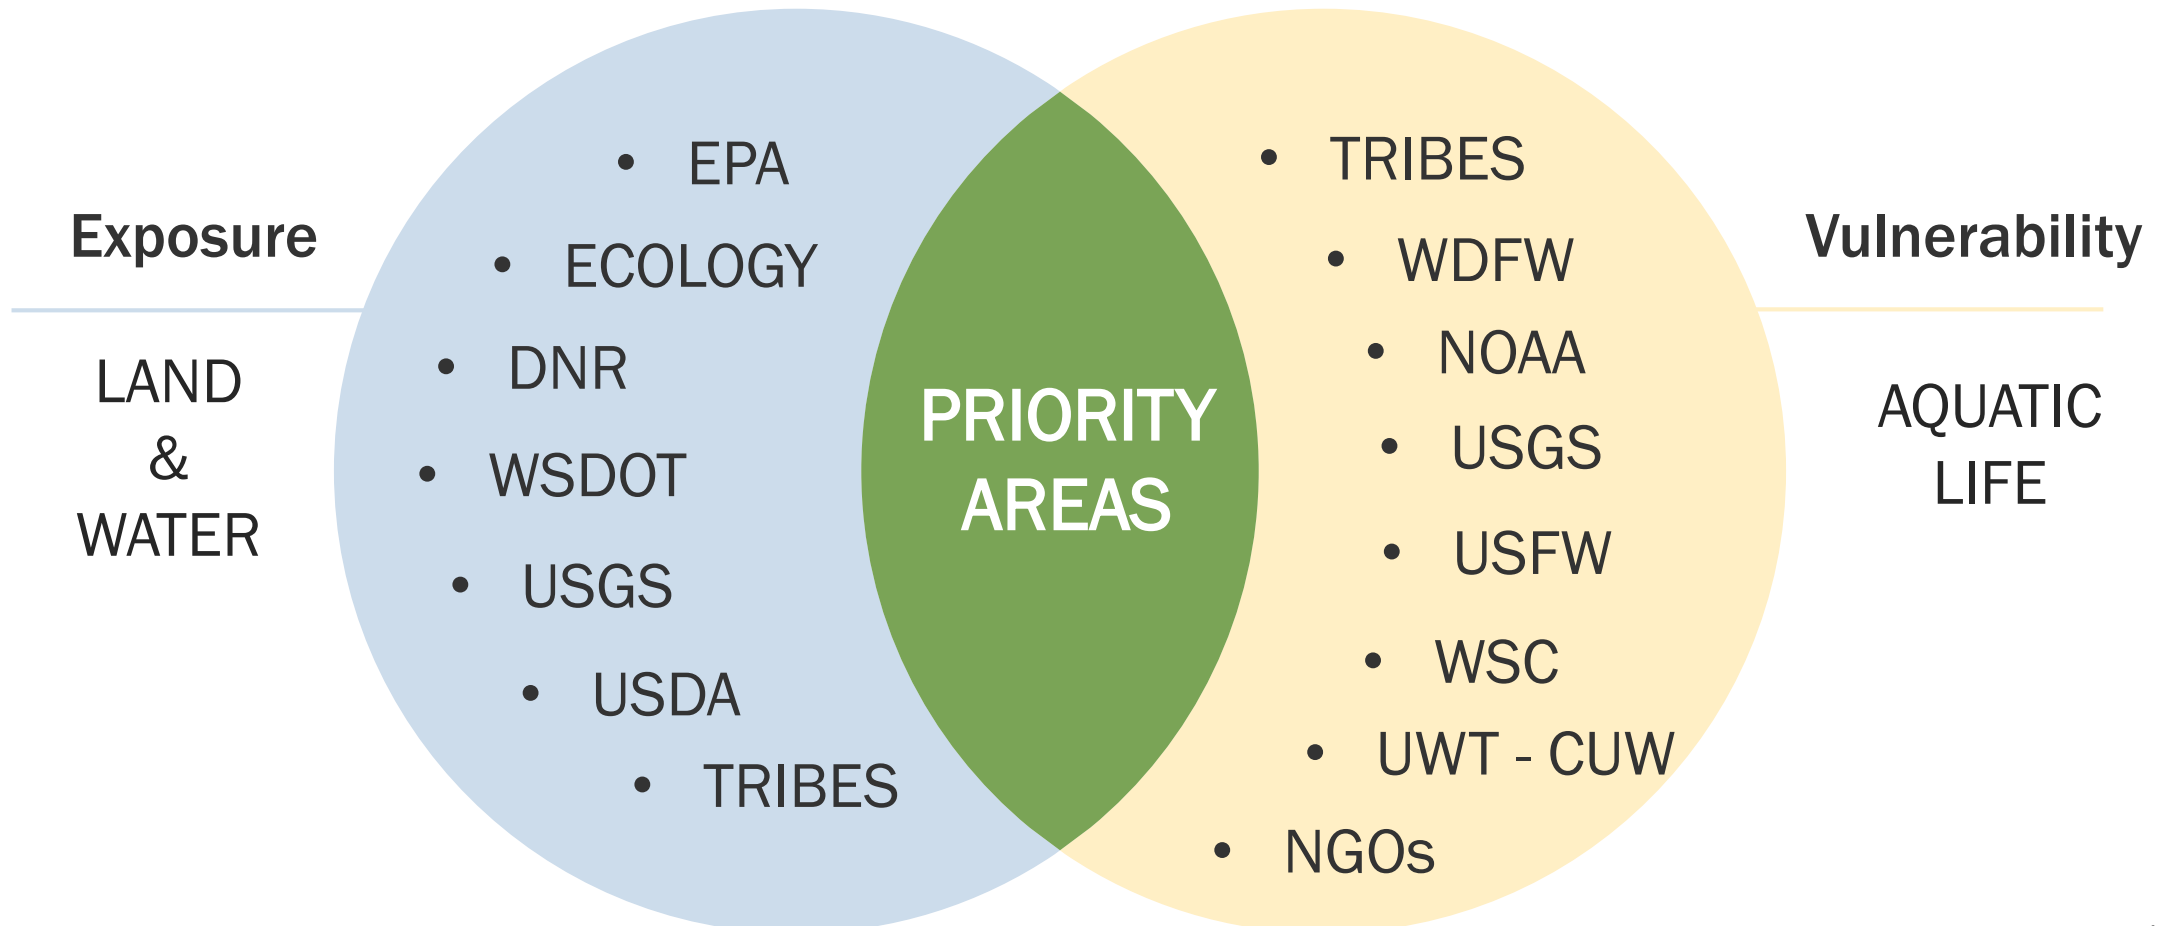 Exposure
LAND
&
WATER
• EPA
• ECOLOGY
• DNR
• WSDOT
• USGS
• USDA
• TRIBES
PRIORITY
AREAS
• TRIBES
• WDFW
• NOAA
• USGS
• USFW
• WSC
• UWT - CUW
• NGOs
Vulnerability
AQUATIC
LIFE